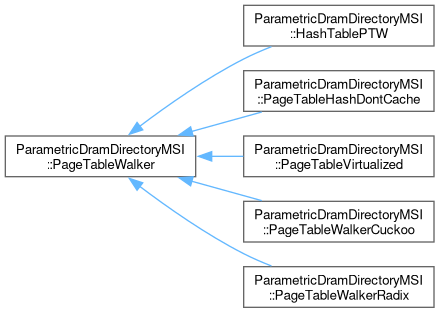 ParametricDramDirectoryMSI
::HashTablePTW
ParametricDramDirectoryMSI
::PageTableHashDontCache
ParametricDramDirectoryMSI
::PageTableWalker
ParametricDramDirectoryMSI
::PageTableVirtualized
ParametricDramDirectoryMSI
::PageTableWalkerCuckoo
ParametricDramDirectoryMSI
::PageTableWalkerRadix